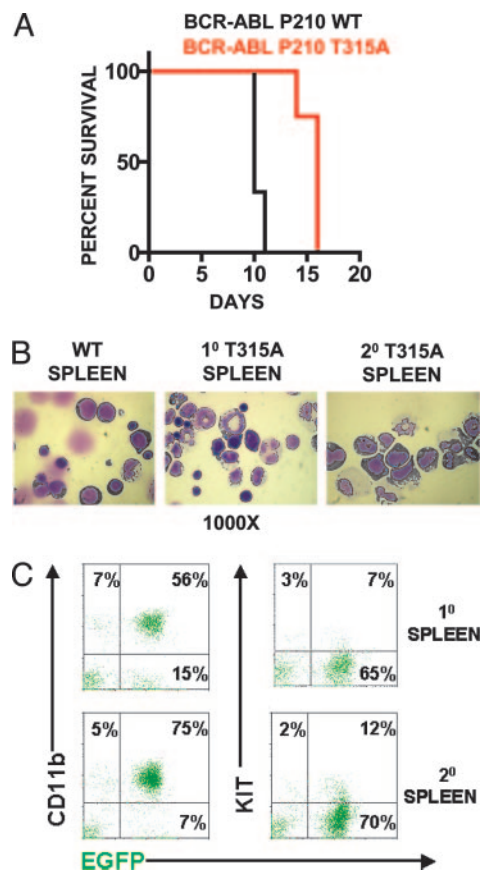 A
BCR-ABL P210 WT
BCR-ABL P210 T315A
PERCENT SURVIVAL
100
50
0
0 5 10 15 20
DAYS
B
WT SPLEEN
1⁰ T315A SPLEEN
2⁰ T315A SPLEEN
1000X
C
7% 56%
15%
3% 7%
65%
1⁰ SPLEEN
5% 75%
7%
2% 12%
70%
2⁰ SPLEEN
CD11b
KIT
EGFP